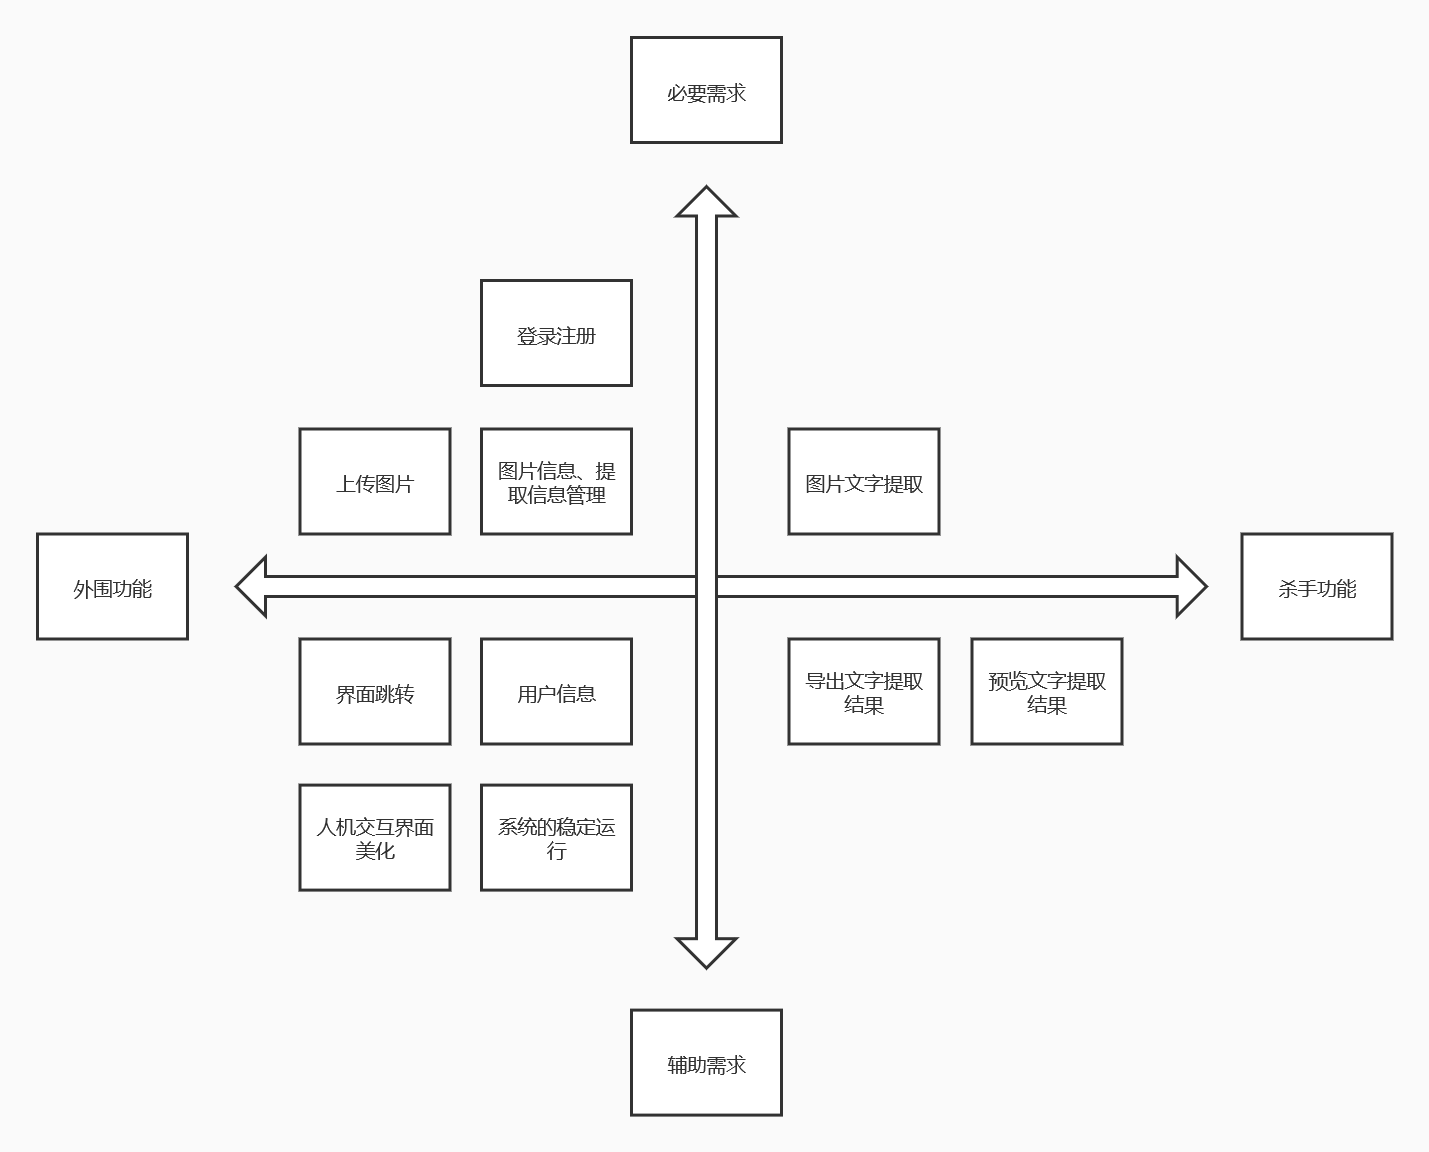 必要需求
登录注册
上传图片
图片信息、提
取信息管理
图片文字提取
外围功能
杀手功能
界面跳转
用户信息
导出文字提取
结果
预览文字提取
结果
人机交互界面
美化
系统的稳定运
行
辅助需求